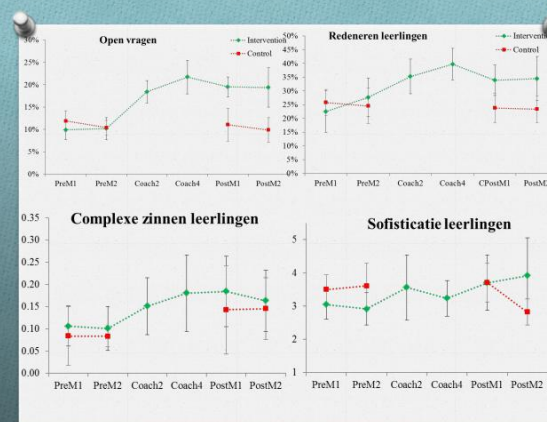 Open vragen
Intervention
Control
30%
25%
20%
15%
10%
5%
0%
PreM1 PreM2 Coach2 Coach4 PostM1 PostM2
Redeneren leerlingen
Intervention
Control
50%
45%
40%
35%
30%
25%
20%
15%
10%
5%
0%
PreM1 PreM2 Coach2 Coach4 CPostM1 PostM2
Complexe zinnen leerlingen
0.35
0.30
0.25
0.20
0.15
0.10
0.05
0.00
PreM1 PreM2 Coach2 Coach4 PostM1 PostM2
Sofisticatie leerlingen
5
4
3
2
1
PreM1 PreM2 Coach2 Coach4 PostM1 PostM2